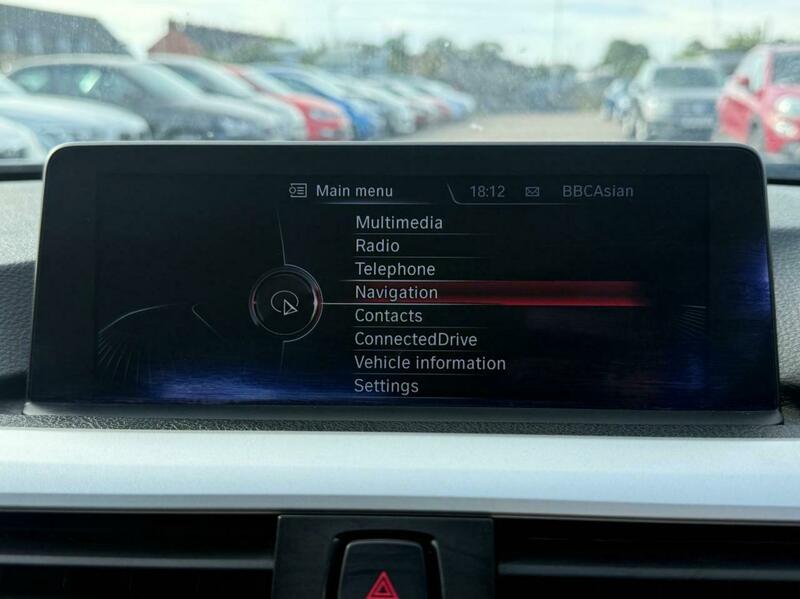 Main menu 18:12 BBCAsian
Multimedia
Radio
Telephone
Navigation
Contacts
ConnectedDrive
Vehicle information
Settings